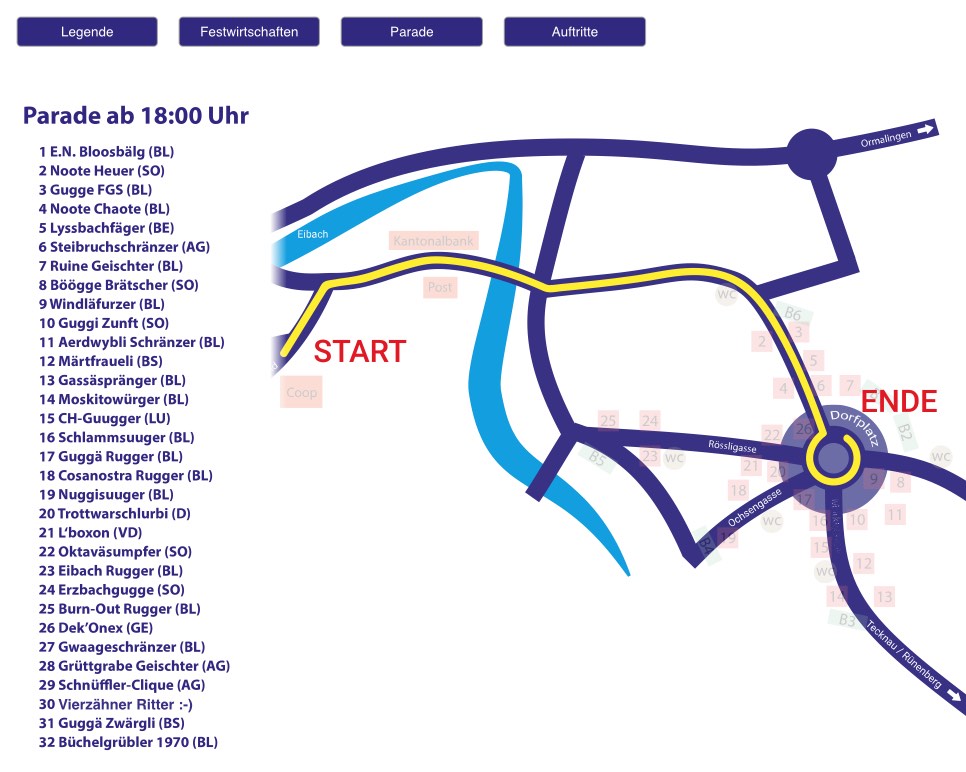 Legende
Festwirtschaften
Parade
Auftritte
Parade ab 18:00 Uhr
1 E.N. Bloosbälg (BL)
2 Noote Heuer (SO)
3 Gugge FGS (BL)
4 Noote Chaote (BL)
5 Lyssbachfäger (BE)
6 Steibruchschränzer (AG)
7 Ruine Geischter (BL)
8 Böögge Brätscher (SO)
9 Windläfurzer (BL)
10 Guggi Zunft (SO)
11 Aerdwybli Schränzer (BL)
12 Märtfraueli (BS)
13 Gassäspränger (BL)
14 Moskitowürger (BL)
15 CH-Guugger (LU)
16 Schlammsuuger (BL)
17 Guggä Rugger (BL)
18 Cosanostra Rugger (BL)
19 Nuggisuuger (BL)
20 Trottwarschlurbi (D)
21 L‘boxon (VD)
22 Oktaväsumpfer (SO)
23 Eibach Rugger (BL)
24 Erzbachgugge (SO)
25 Burn-Out Rugger (BL)
26 Dek‘Onex (GE)
27 Gwaageschränzer (BL)
28 Grüttgrabe Geischter (AG)
29 Schnüffler-Clique (AG)
30 Vierzähner Ritter :-)
31 Guggä Zwärgli (BS)
32 Büchelgrübler 1970 (BL)
Ormalingen
Eibach
Kantonalbank
Post
wc
B6
3
2
START
5
Coop
4
6
7
ENDE
Dorfplatz
25
24
22
26
B2
Rössligasse
B5
23
wc
wc
21
20
9
8
18
17
Ochsengasse
wc
16
10
11
B4
19
15
12
wc
14
13
B3
Tecknau / Rünenberg